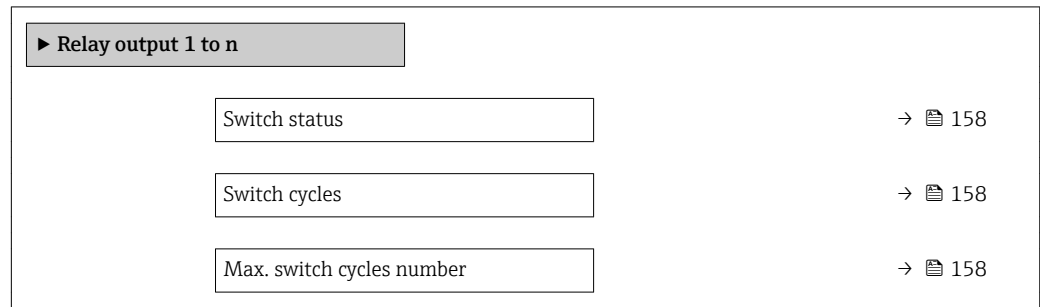 ▶ Relay output 1 to n
Switch status → 158
Switch cycles → 158
Max. switch cycles number → 158